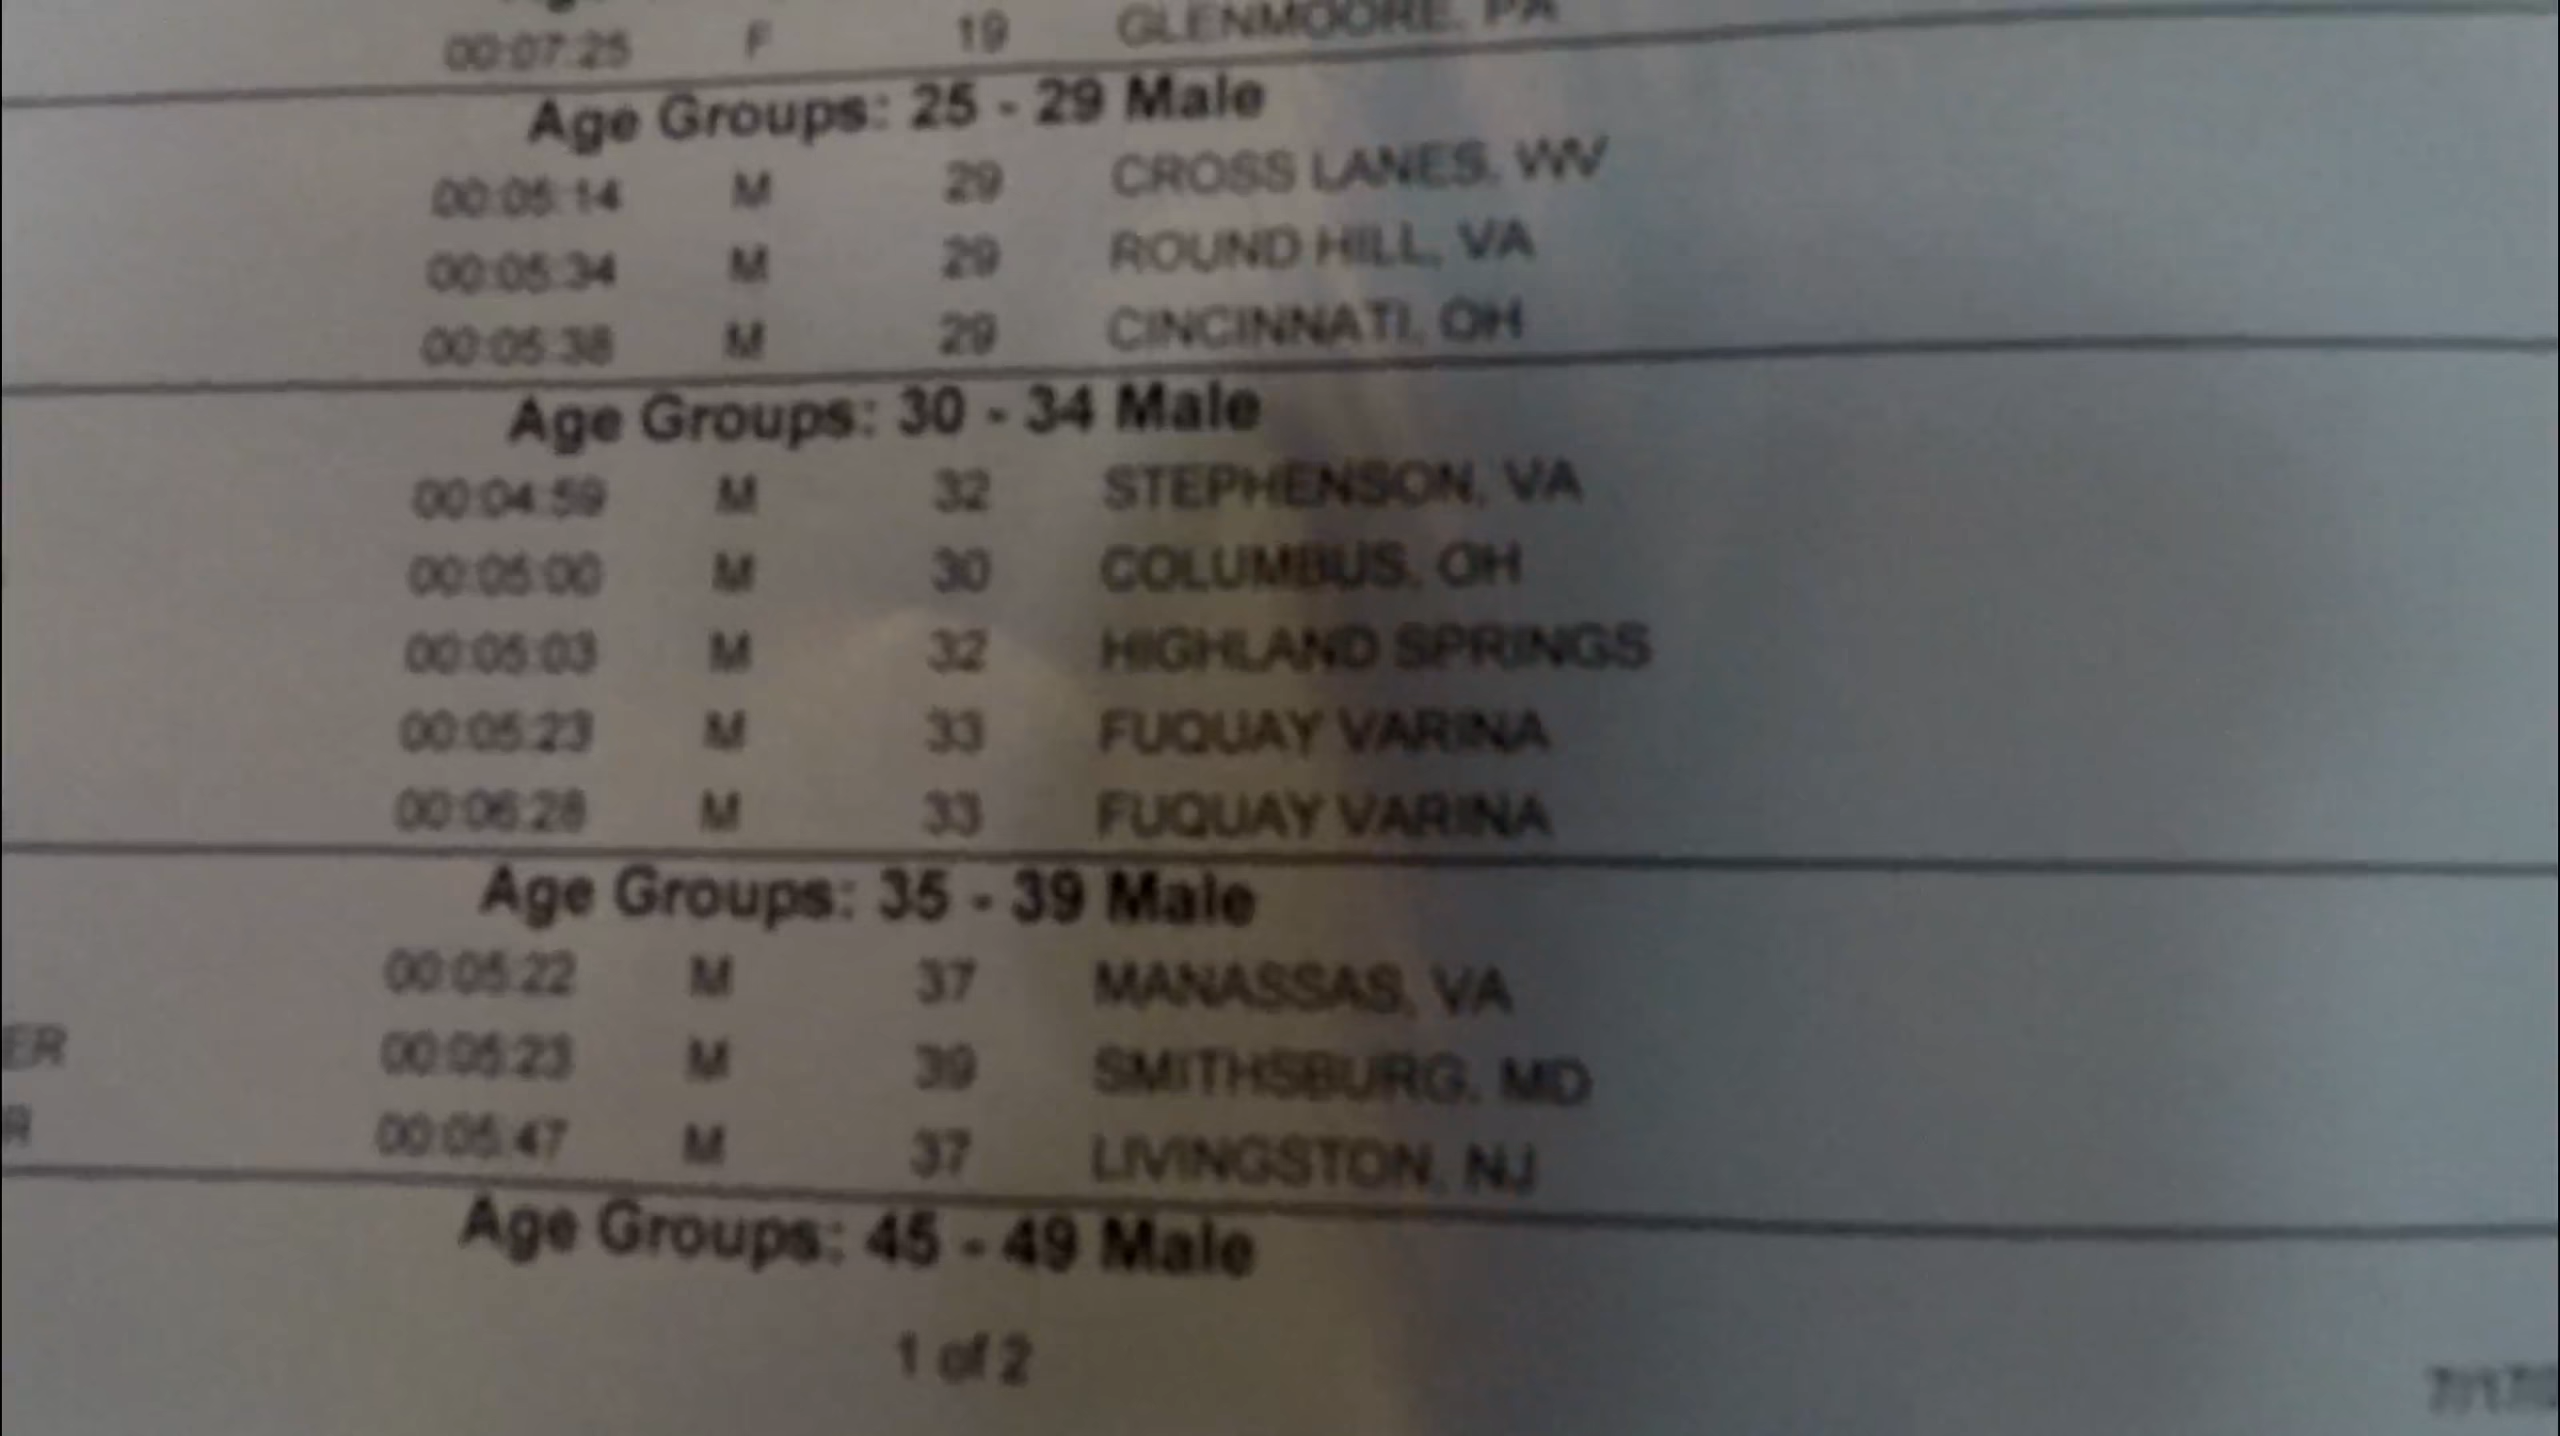 00:07:25 F 19 GLENMOORE, PA
Age Groups: 25 - 29 Male
00:05:14 M 29 CROSS LANES, WV
00:05:34 M 29 ROUND HILL, VA
00:05:38 M 29 CINCINNATI, OH
Age Groups: 30 - 34 Male
00:04:59 M 32 STEPHENSON, VA
00:05:00 M 30 COLUMBUS, OH
00:05:03 M 32 HIGHLAND SPRINGS
00:05:23 M 33 FUQUAY VARINA
00:06:28 M 33 FUQUAY VARINA
Age Groups: 35 - 39 Male
00:05:22 M 37 MANASSAS, VA
ER 00:05:23 M 39 SMITHSBURG, MD
R 00:05:47 M 37 LIVINGSTON, NJ
Age Groups: 45 - 49 Male
1 of 2
7/17/